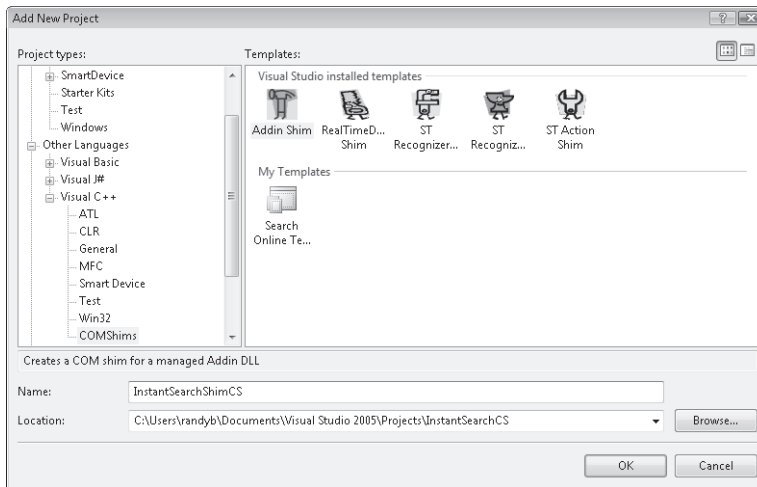 Add New Project
Project types:
Templates:
SmartDevice
Starter Kits
Test
Windows
Other Languages
Visual Basic
Visual J#
Visual C++
ATL
CLR
General
MFC
Smart Device
Test
Win32
COMShims
Visual Studio installed templates
Addin Shim
RealTimeD... Shim
ST Recognizer...
ST Recogniz...
ST Action Shim
My Templates
Search Online Te...
Creates a COM shim for a managed Addin DLL
Name:
InstantSearchShimCS
Location:
C:\Users\randyb\Documents\Visual Studio 2005\Projects\InstantSearchCS
Browse...
OK
Cancel